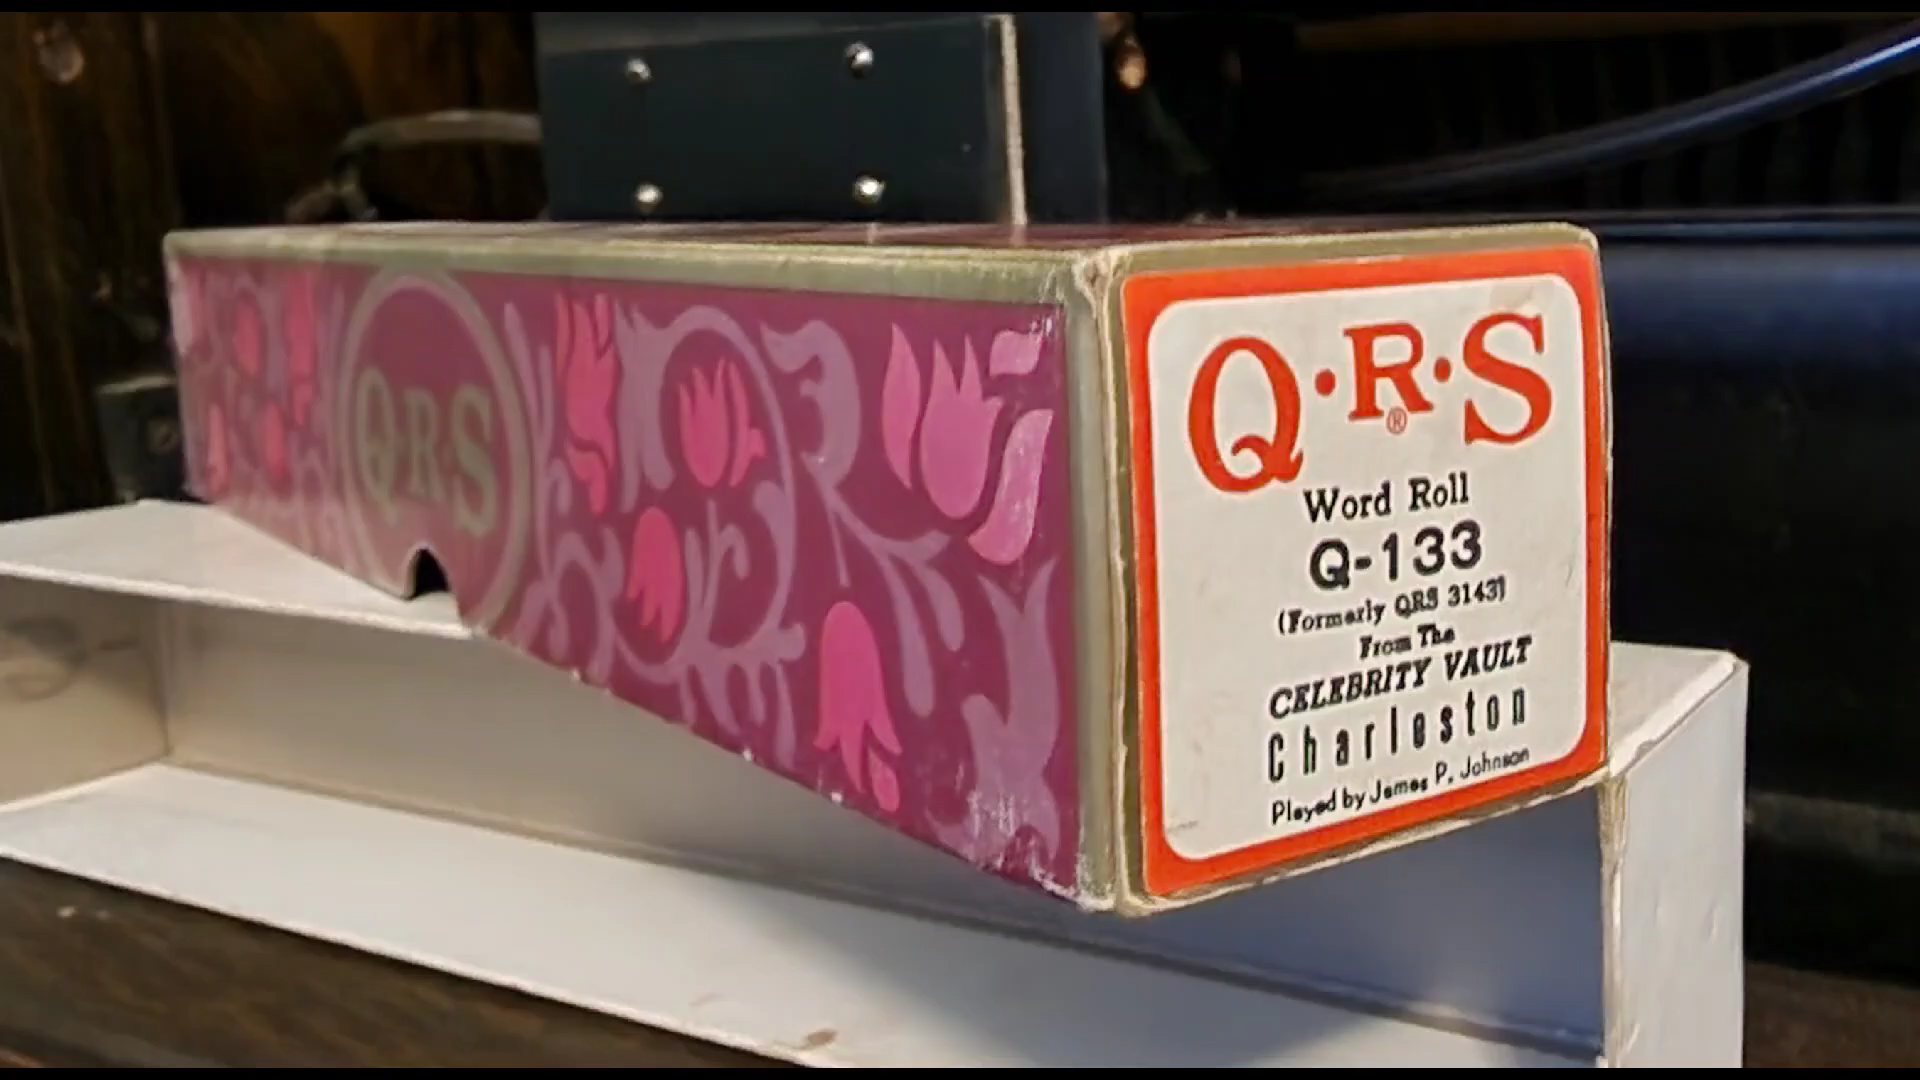 QRS
Q·R·S
®
Word Roll
Q-133
(Formerly QRS 3143)
From The
CELEBRITY VAULT
Charleston
Played by James P. Johnson